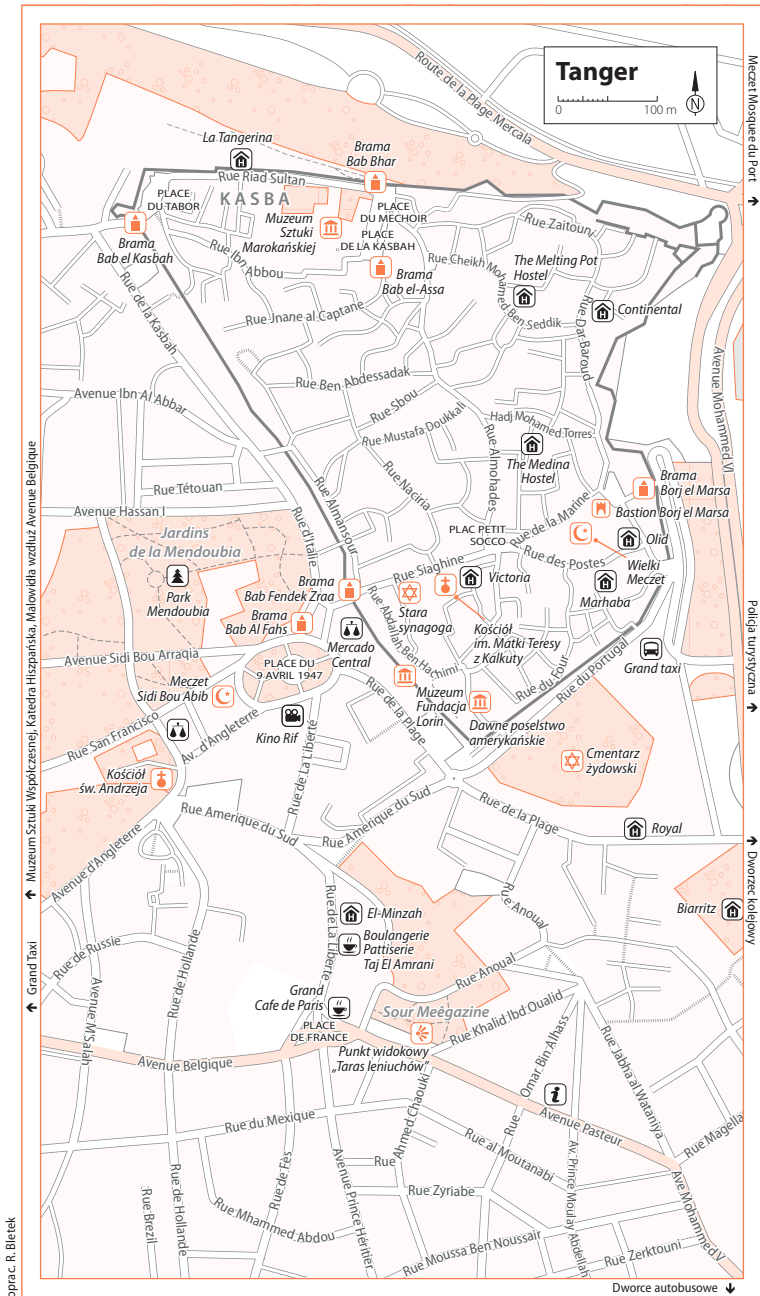 Tanger
0 100 m
N
Route de la Plage Mercala
Meczet Mosquee du Port
La Tangerina
Brama
Bab Bhar
Rue Riad Sultan
PLACE
DU TABOR
KASBA
Muzeum
Sztuki
Marokańskiej
PLACE
DU MECHOIR
PLACE
DE LA KASBAH
Rue Zaitouni
Brama
Bab el Kasbah
Rue Ibn Abbou
Brama
Bab el-Assa
Rue Cheikh Mohamed Ben Seddik
The Melting Pot
Hostel
Continental
Rue de la Kasbah
Rue Jnane al Captane
Rue Dar-Baroud
Avenue Mohammed VI
Avenue Ibn Al Abbar
Rue Ben Abdessadak
Rue Sbou
Rue Mustafa Doukkali
Hadj Mohamed Torres
Rue Almohades
The Medina
Hostel
Rue Tétouan
Rue Naciria
Rue Almansour
Brama
Borj el Marsa
Bastion Borj el Marsa
Avenue Hassan I
Rue d'Italie
PLAC PETIT
SOCCO
Rue de la Marine
Olid
Jardins
de la Mendoubia
Park
Mendoubia
Rue Siaghine
Rue des Postes
Wielki
Meczet
Brama
Bab Fendek Zraa
Victoria
Marhaba
Brama
Bab Al Fahs
Stara
synagoga
Kościół
im. Matki Teresy
z Kalkuty
Mercado
Central
Rue Abdallah Ben Hachimi
Avenue Sidi Bou Arraqia
PLACE DU
9 AVRIL 1947
Grand taxi
Meczet
Sidi Bou Abib
Muzeum
Fundacja
Lorin
Rue du Four
Rue du Portugal
Dawne poselstwo
amerykańskie
Rue San Francisco
Av. d'Angleterre
Kino Rif
Rue de la Plage
Cmentarz
żydowski
Kościół
św. Andrzeja
Rue de La Liberté
Rue Amerique du Sud
Rue Amerique du Sud
Rue de la Plage
Royal
Avenue d'Angleterre
Biarritz
El-Minzah
Boulangerie
Pattiserie
Taj El Amrani
Rue de La Liberte
Rue Anoual
Rue Anoual
Rue de Russie
Avenue M'Salah
Rue de Hollande
Grand
Cafe de Paris
PLACE
DE FRANCE
Sour Meêgazine
Rue Khalid Ibd Oualid
Punkt widokowy
„Taras leniuchów”
Avenue Belgique
Rue Omar Bin Alhass
Rue Jabha al Wataniya
Avenue Pasteur
Rue Magella
Rue du Mexique
Rue Ahmed Chaouki
Rue al Moutanabi
Av. Prince Moulay Abdellah
Ave Mohammed V
Rue de Fès
Avenue Prince Héritier
Rue Zyriabe
Rue Brezil
Rue de Hollande
Rue Mhammed Abdou
Rue Moussa Ben Noussair
Rue Zerktouni
Muzeum Sztuki Współczesnej, Katedra Hiszpańska, Malowidła wzdłuż Avenue Belgique
Grand Taxi
Policja turystyczna
Dworzec kolejowy
Dworce autobusowe
oprac. R. Bletek